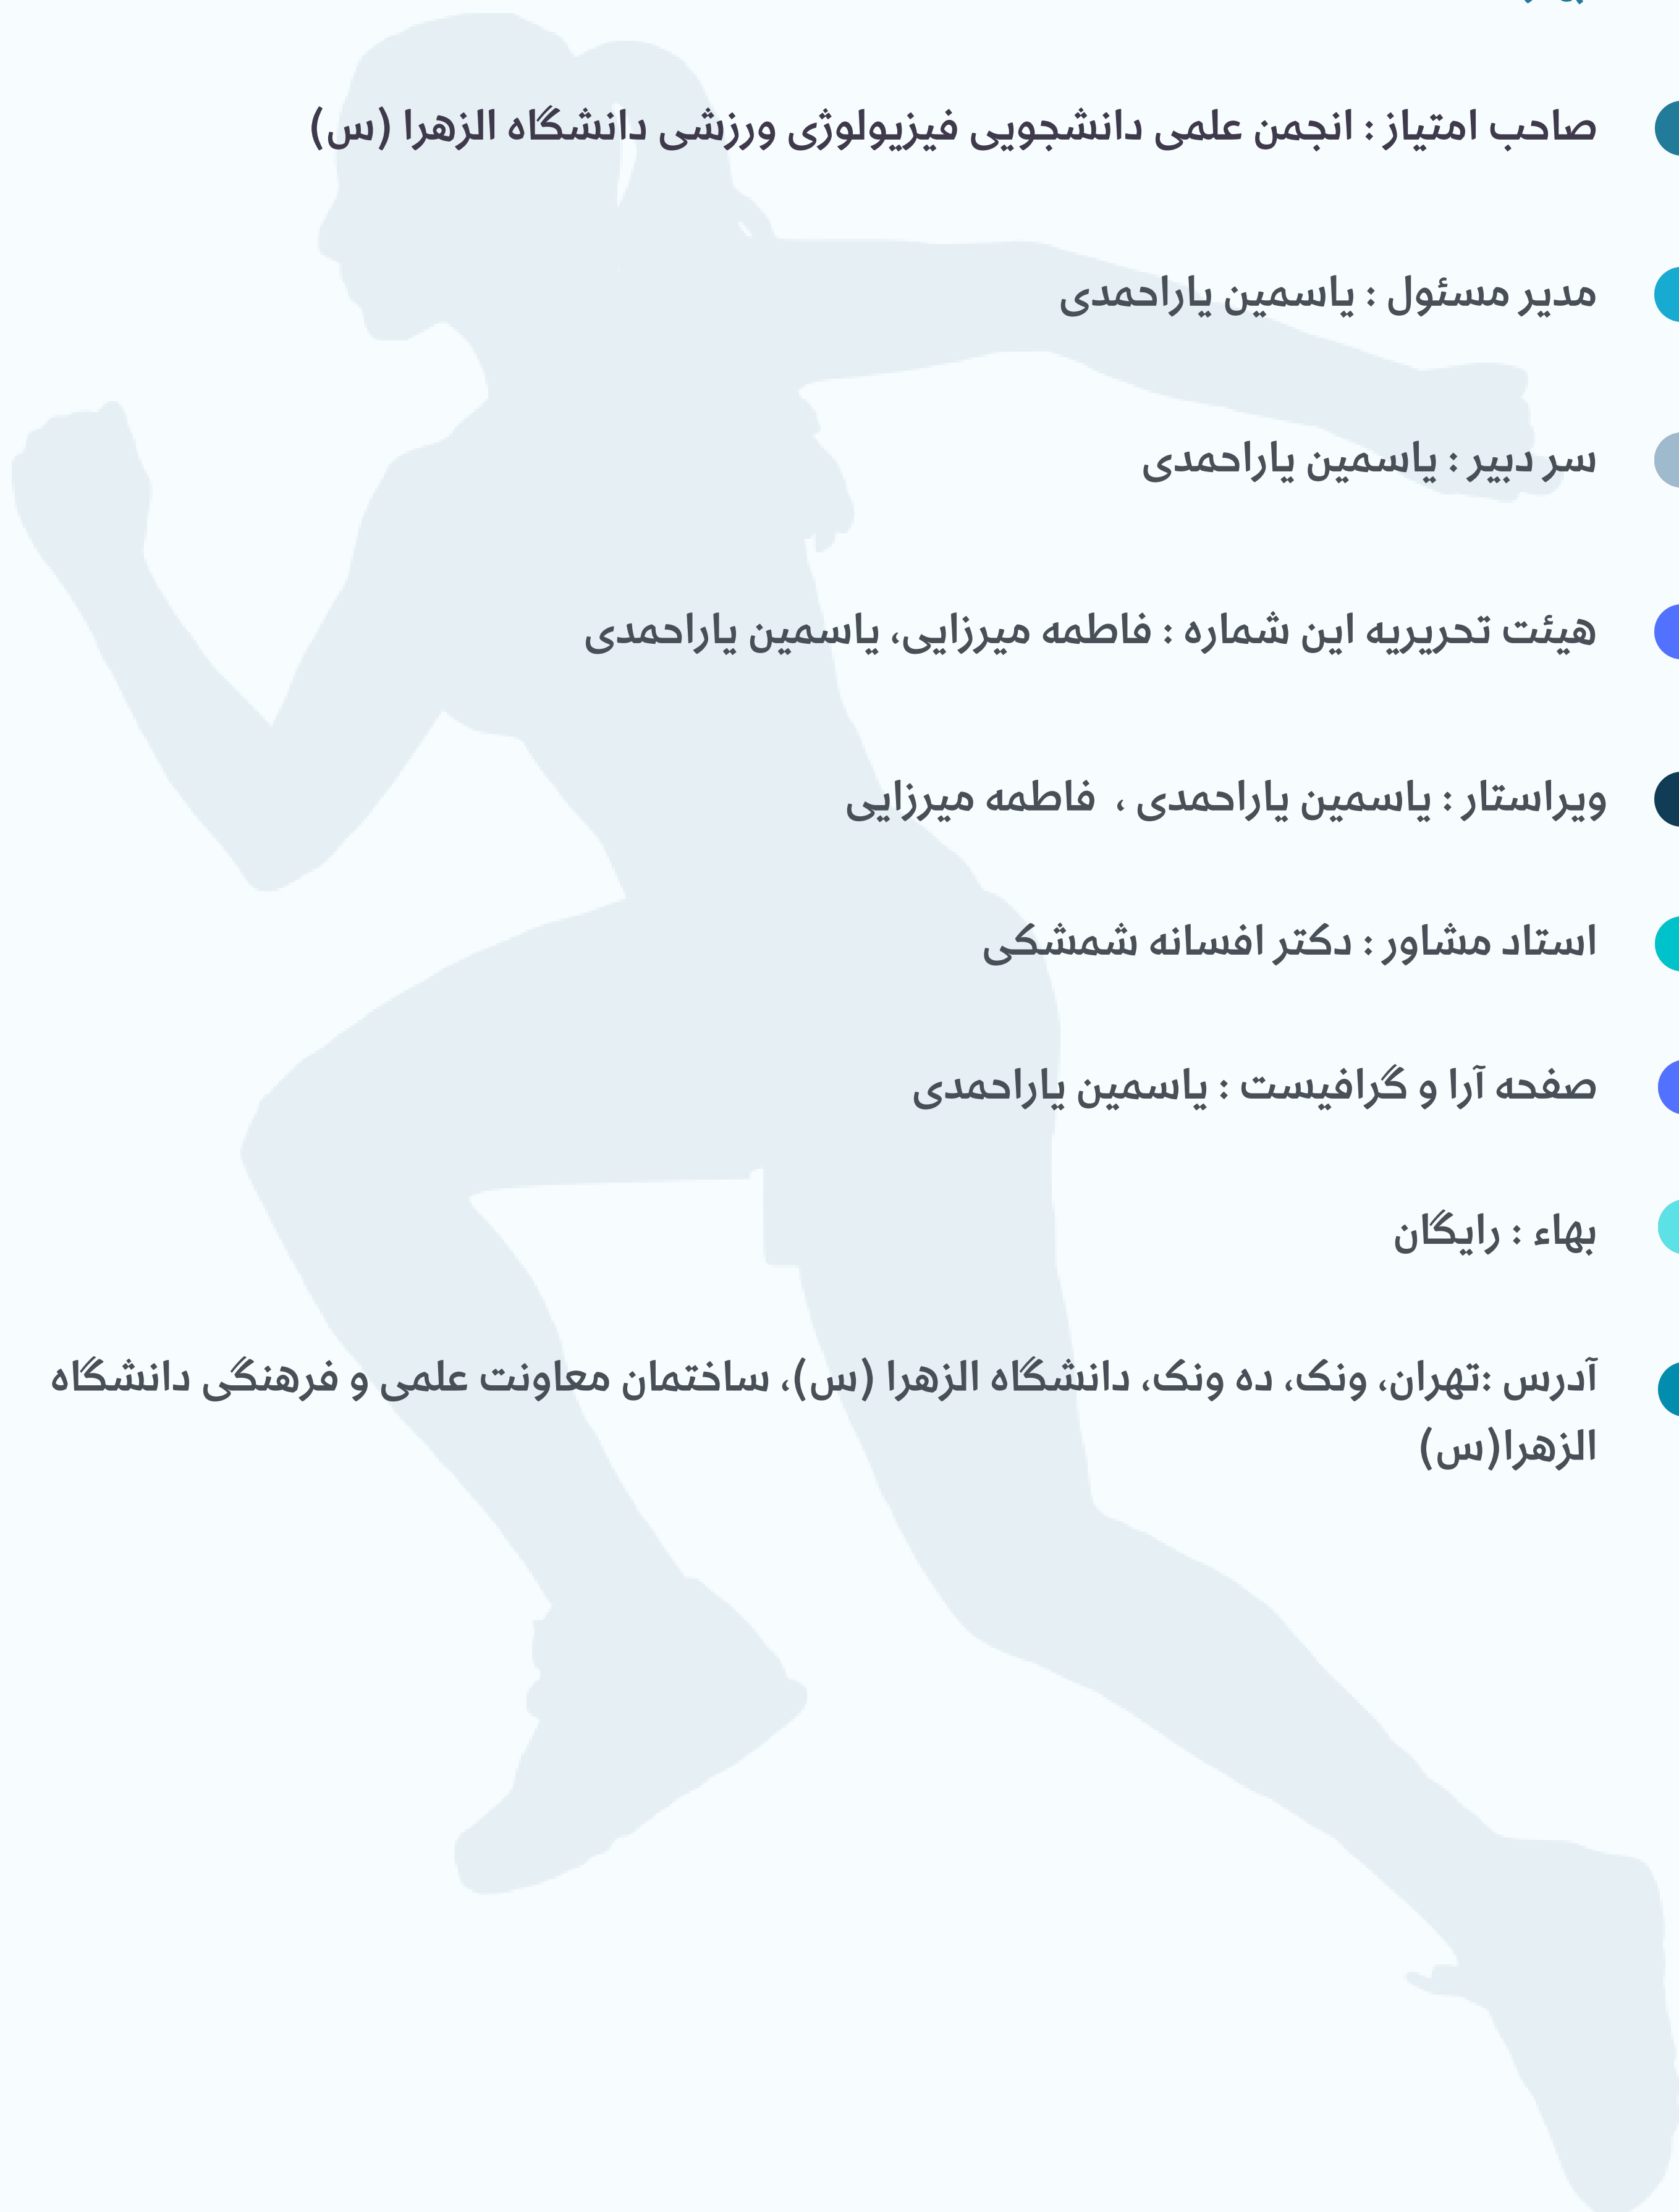 صاحب امتیاز : انجمن علمی دانشجویی فیزیولوژی ورزشی دانشگاه الزهرا (س)
مدیر مسئول : یاسمین یاراحمدی
سر دبیر : یاسمین یاراحمدی
هیئت تحریریه این شماره : فاطمه میرزایی، یاسمین یاراحمدی
ویراستار : یاسمین یاراحمدی ، فاطمه میرزایی
استاد مشاور : دکتر افسانه شمشکی
صفحه آرا و گرافیست : یاسمین یاراحمدی
بهاء : رایگان
آدرس :تهران، ونک، ده ونک، دانشگاه الزهرا (س)، ساختمان معاونت علمی و فرهنگی دانشگاه
الزهرا(س)